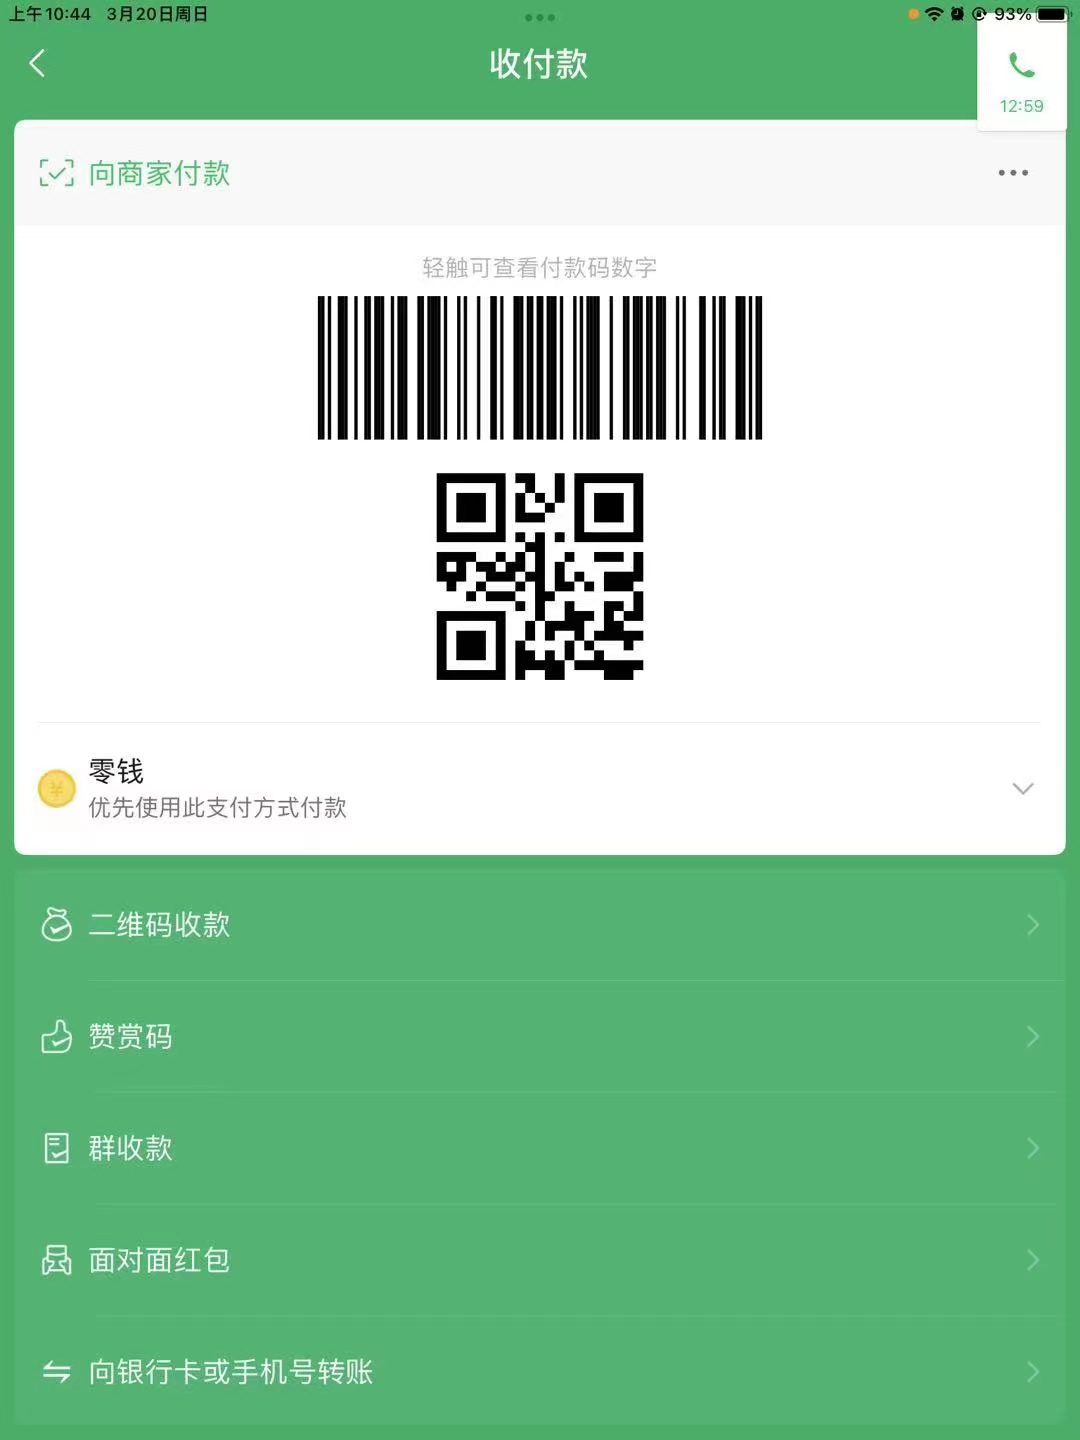 上午10:44 3月20日周日
93%
收付款
12:59
向商家付款
轻触可查看付款码数字
零钱
优先使用此支付方式付款
二维码收款
赞赏码
群收款
面对面红包
向银行卡或手机号转账